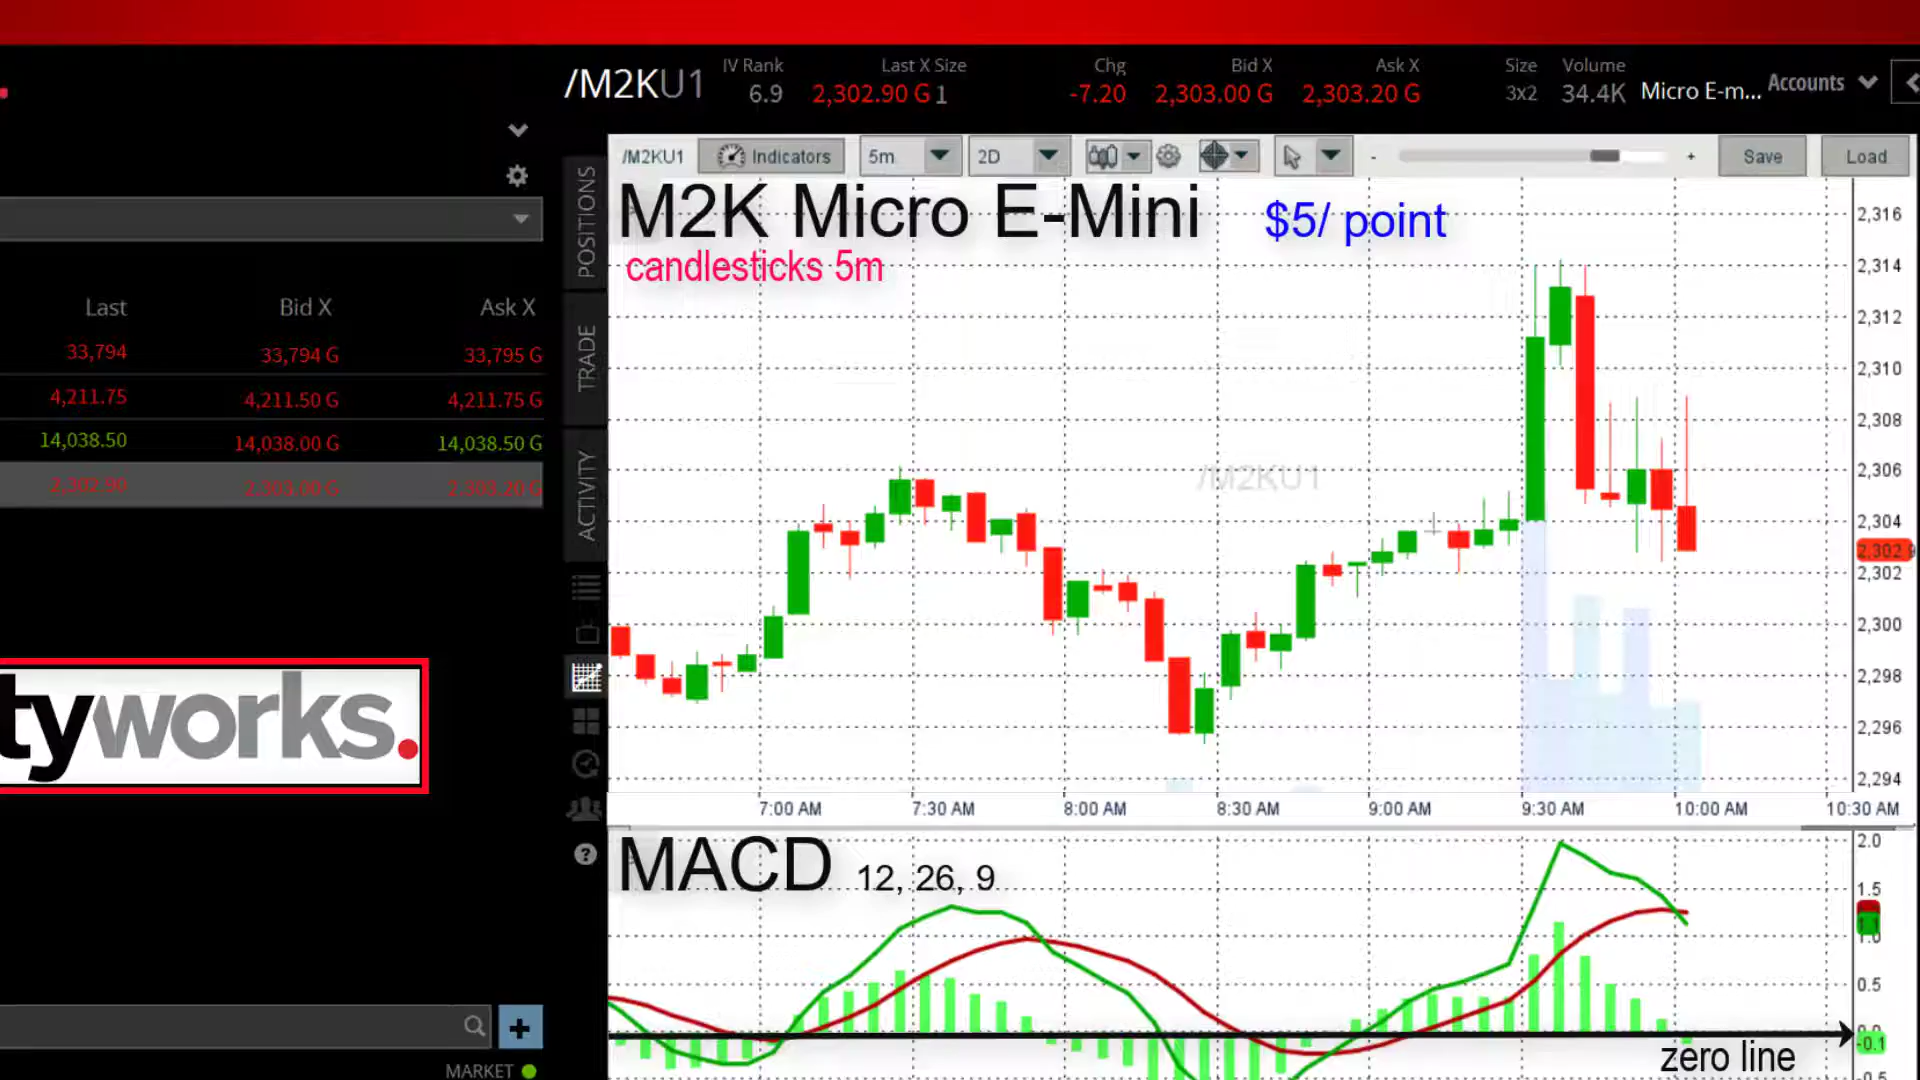 /M2KU1
IV Rank
6.9
Last X Size
2,302.90 G 1
Chg
-7.20
Bid X
2,303.00 G
Ask X
2,303.20 G
Size
3x2
Volume
34.4K
Micro E-m...
Accounts
/M2KU1
Indicators
5m
2D
-
+
Save
Load
M2K Micro E-Mini
$5/ point
candlesticks 5m
POSITIONS
TRADE
ACTIVITY
Last Bid X Ask X
33,794 33,794 G 33,795 G
4,211.75 4,211.50 G 4,211.75 G
14,038.50 14,038.00 G 14,038.50 G
2,302.90 2,303.00 G 2,303.20 G
tyworks.
MARKET
/M2KU1
2,316
2,314
2,312
2,310
2,308
2,306
2,304
2,302.9
2,302
2,300
2,298
2,296
2,294
7:00 AM 7:30 AM 8:00 AM 8:30 AM 9:00 AM 9:30 AM 10:00 AM 10:30 AM
MACD 12, 26, 9
2.0
1.5
1.0
0.5
-0.1
zero line